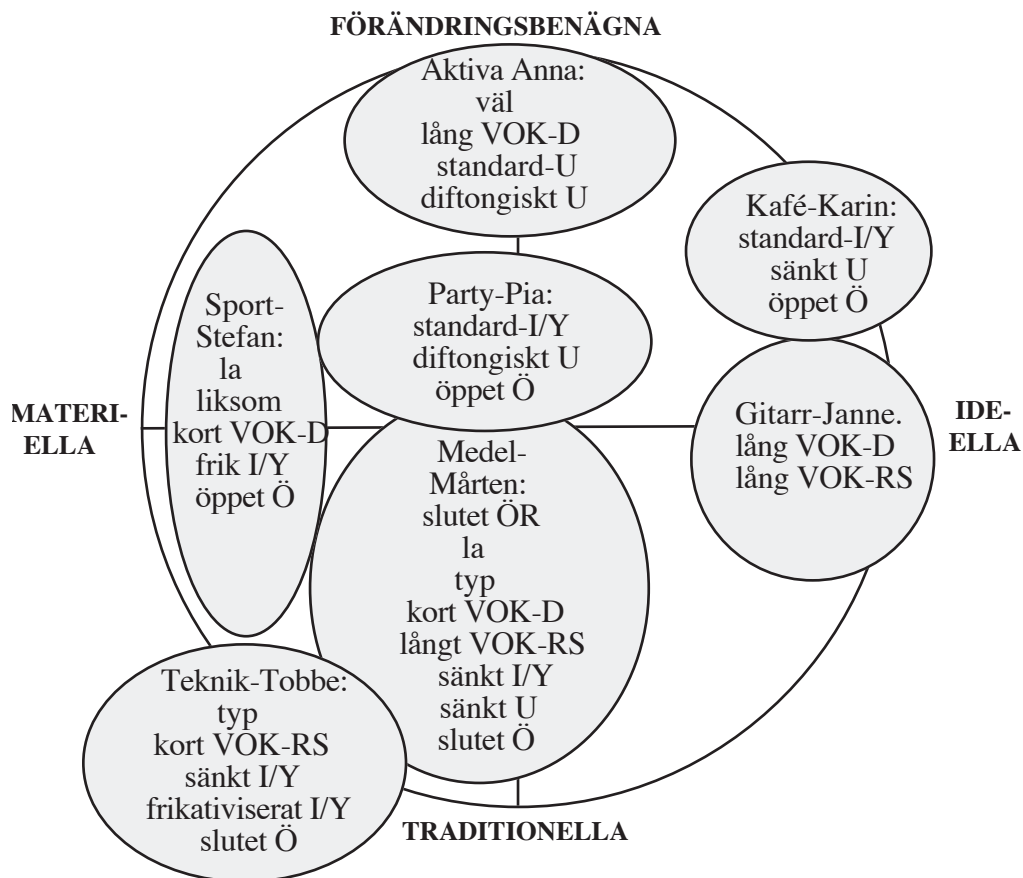 FÖRÄNDRINGSBENÄGNA
Aktiva Anna:
väl
lång VOK-D
standard-U
diftongiskt U
Kafé-Karin:
standard-I/Y
sänkt U
öppet Ö
Sport-
Stefan:
la
liksom
kort VOK-D
frik I/Y
öppet Ö
Party-Pia:
standard-I/Y
diftongiskt U
öppet Ö
MATERI-
ELLA
Gitarr-Janne.
lång VOK-D
lång VOK-RS
IDE-
ELLA
Medel-
Mårten:
slutet ÖR
la
typ
kort VOK-D
långt VOK-RS
sänkt I/Y
sänkt U
slutet Ö
Teknik-Tobbe:
typ
kort VOK-RS
sänkt I/Y
frikativiserat I/Y
slutet Ö
TRADITIONELLA